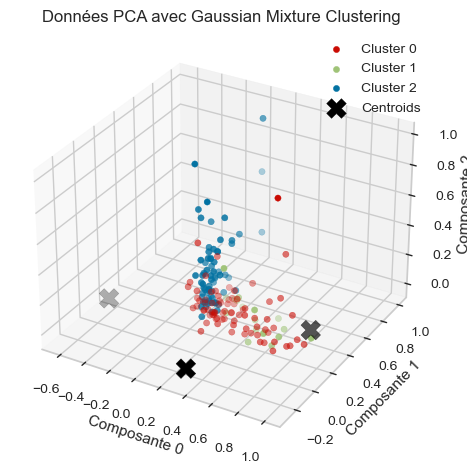 Données PCA avec Gaussian Mixture Clustering
Cluster 0
Cluster 1
Cluster 2
Centroids
1.0
0.8
0.6
0.4
0.2
0.0
Composante 2
1.0
0.8
0.6
0.4
0.2
0.0
−0.2
Composante 1
−0.6
−0.4
−0.2
0.0
0.2
0.4
0.6
0.8
1.0
Composante 0